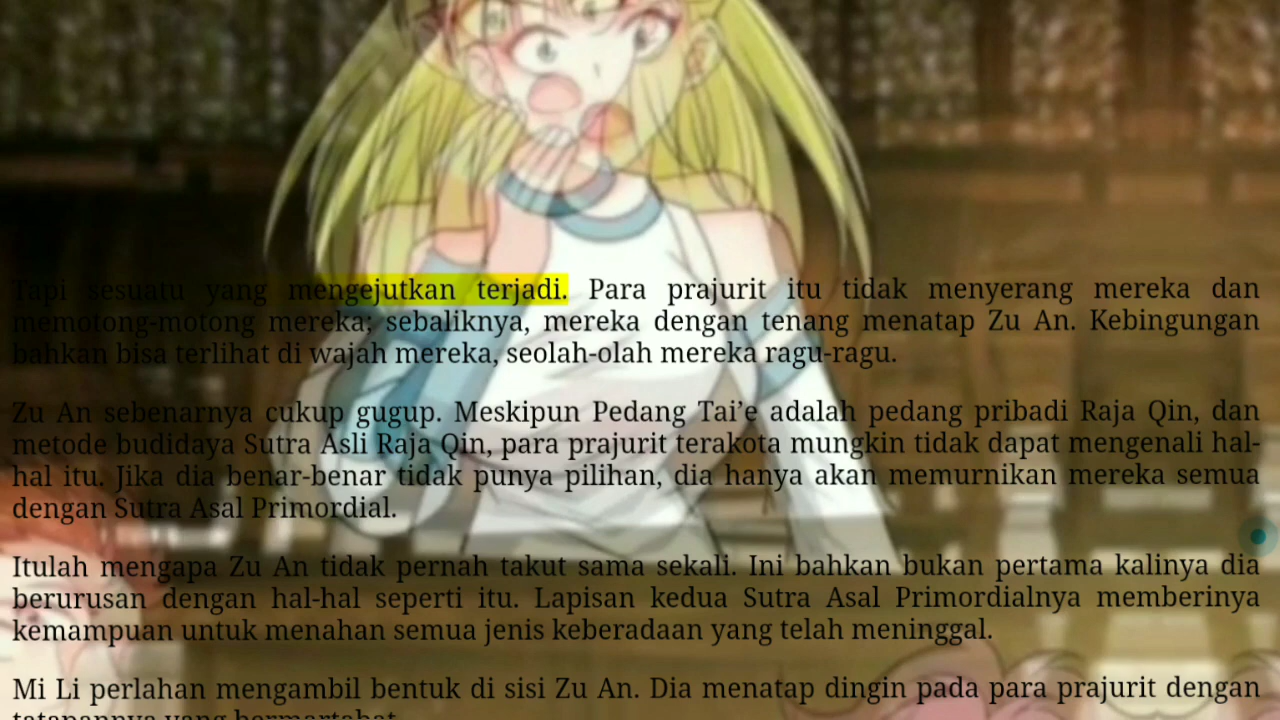 Tapi sesuatu yang mengejutkan terjadi. Para prajurit itu tidak menyerang mereka dan
memotong-motong mereka; sebaliknya, mereka dengan tenang menatap Zu An. Kebingungan
bahkan bisa terlihat di wajah mereka, seolah-olah mereka ragu-ragu.
Zu An sebenarnya cukup gugup. Meskipun Pedang Tai’e adalah pedang pribadi Raja Qin, dan
metode budidaya Sutra Asli Raja Qin, para prajurit terakota mungkin tidak dapat mengenali hal-
hal itu. Jika dia benar-benar tidak punya pilihan, dia hanya akan memurnikan mereka semua
dengan Sutra Asal Primordial.
Itulah mengapa Zu An tidak pernah takut sama sekali. Ini bahkan bukan pertama kalinya dia
berurusan dengan hal-hal seperti itu. Lapisan kedua Sutra Asal Primordialnya memberinya
kemampuan untuk menahan semua jenis keberadaan yang telah meninggal.
Mi Li perlahan mengambil bentuk di sisi Zu An. Dia menatap dingin pada para prajurit dengan
tatapannya yang bermartabat.